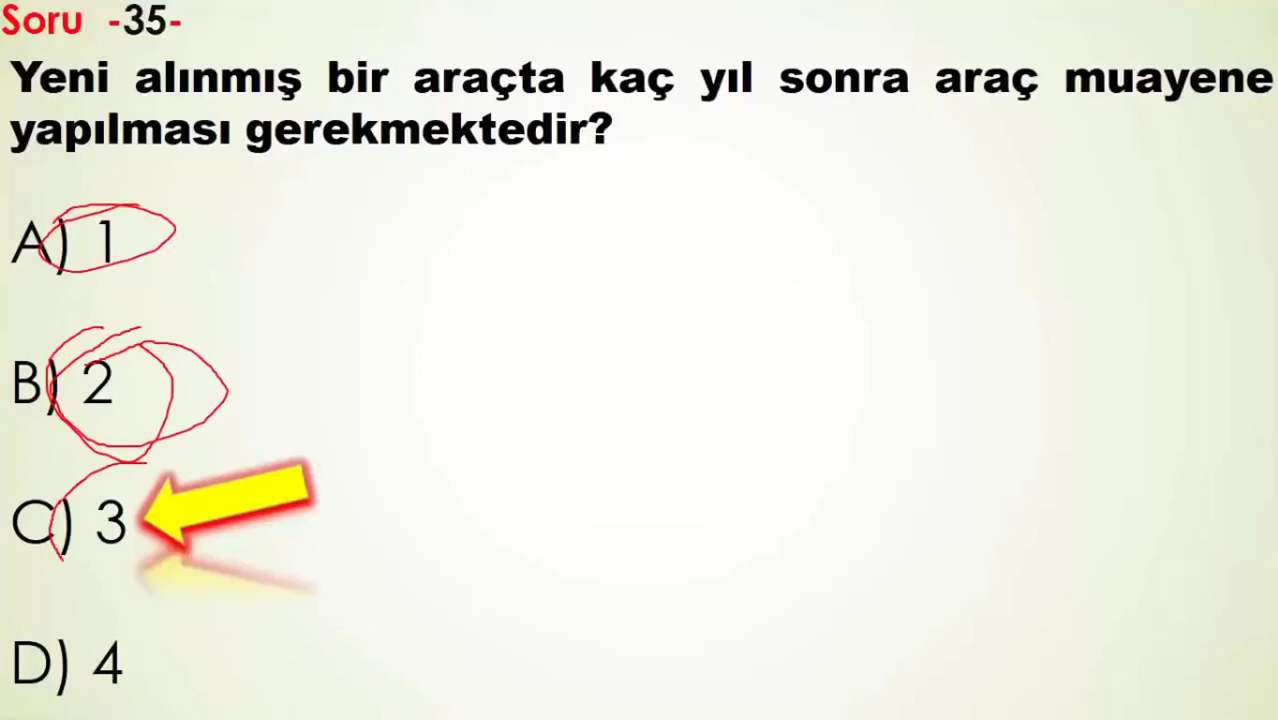 Soru -35-
Yeni alınmış bir araçta kaç yıl sonra araç muayene
yapılması gerekmektedir?
A) 1
B) 2
C) 3
D) 4